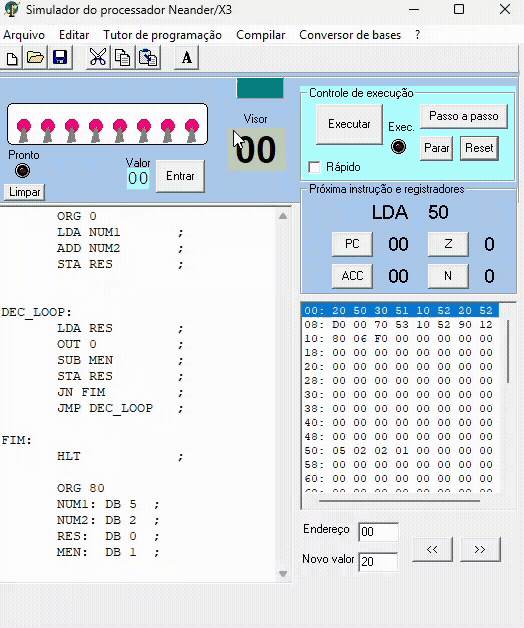 Simulador do processador Neander/X3
Arquivo Editar Tutor de programação Compilar Conversor de bases ?
A
Pronto
Limpar
Valor
00
Entrar
Visor
00
Controle de execução
Executar
Exec.
Passo a passo
Parar
Reset
Rápido
Próxima instrução e registradores
LDA 50
PC 00 Z 0
ACC 00 N 0
ORG 0
LDA NUM1 ;
ADD NUM2 ;
STA RES ;
DEC_LOOP:
LDA RES ;
OUT 0 ;
SUB MEN ;
STA RES ;
JN FIM ;
JMP DEC_LOOP ;
FIM:
HLT ;
ORG 80
NUM1: DB 5 ;
NUM2: DB 2 ;
RES: DB 0 ;
MEN: DB 1 ;
00: 20 50 30 51 10 52 20 52
08: D0 00 70 53 10 52 90 12
10: 80 06 F0 00 00 00 00 00
18: 00 00 00 00 00 00 00 00
20: 00 00 00 00 00 00 00 00
28: 00 00 00 00 00 00 00 00
30: 00 00 00 00 00 00 00 00
38: 00 00 00 00 00 00 00 00
40: 00 00 00 00 00 00 00 00
48: 00 00 00 00 00 00 00 00
50: 05 02 02 01 00 00 00 00
58: 00 00 00 00 00 00 00 00
60: 00 00 00 00 00 00 00 00
Endereço 00
Novo valor 20
<< >>